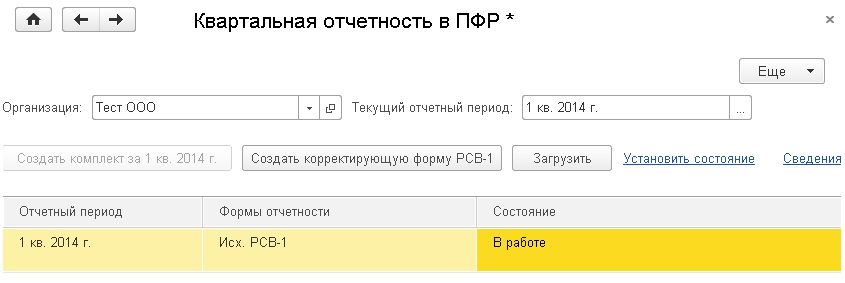 Квартальная отчетность в ПФР *
Еще
Организация: Тест ООО Текущий отчетный период: 1 кв. 2014 г. ...
Создать комплект за 1 кв. 2014 г. Создать корректирующую форму РСВ-1 Загрузить Установить состояние Сведения
Отчетный период Формы отчетности Состояние
1 кв. 2014 г. Исх. РСВ-1 В работе